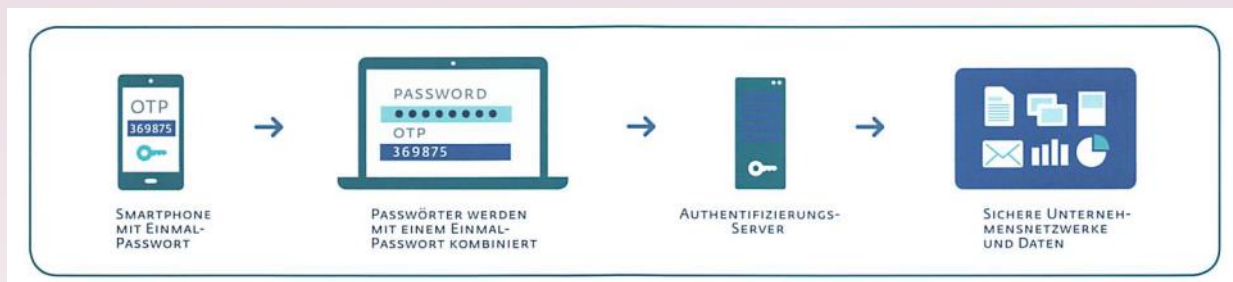 OTP
369875
PASSWORD
OTP
369875
SMARTPHONE
MIT EINMAL-
PASSWORT
PASSWÖRTER WERDEN
MIT EINEM EINMAL-
PASSWORT KOMBINIERT
AUTHENTIFIZIERUNGS-
SERVER
SICHERE UNTERNEH-
MENSNETZWERKE
UND DATEN